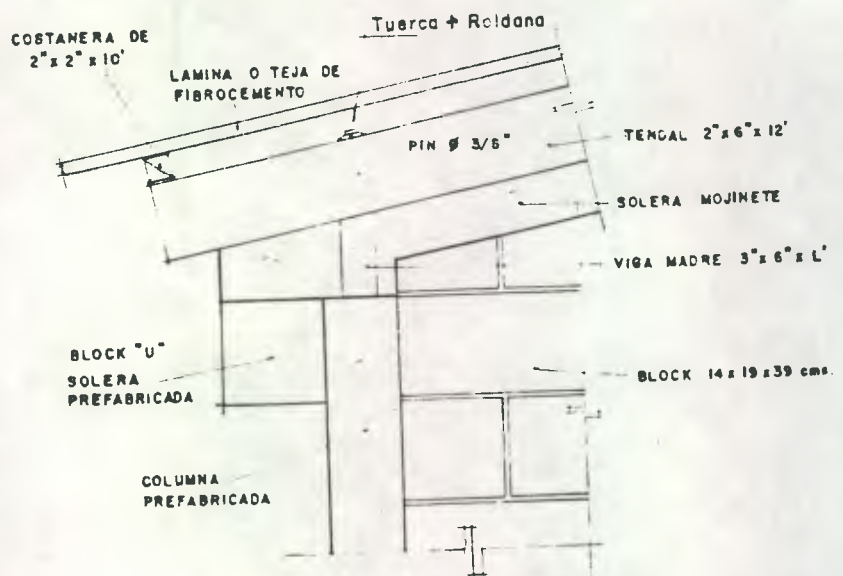 Tuerca + Roldana
COSTANERA DE
2" x 2" x 10'
LAMINA O TEJA DE
FIBROCEMENTO
PIN Ø 3/8"
TENDAL 2" x 6" x 12'
SOLERA MOJINETE
VIGA MADRE 3" x 6" x L'
BLOCK "U"
SOLERA
PREFABRICADA
BLOCK 14 x 19 x 39 cms.
COLUMNA
PREFABRICADA